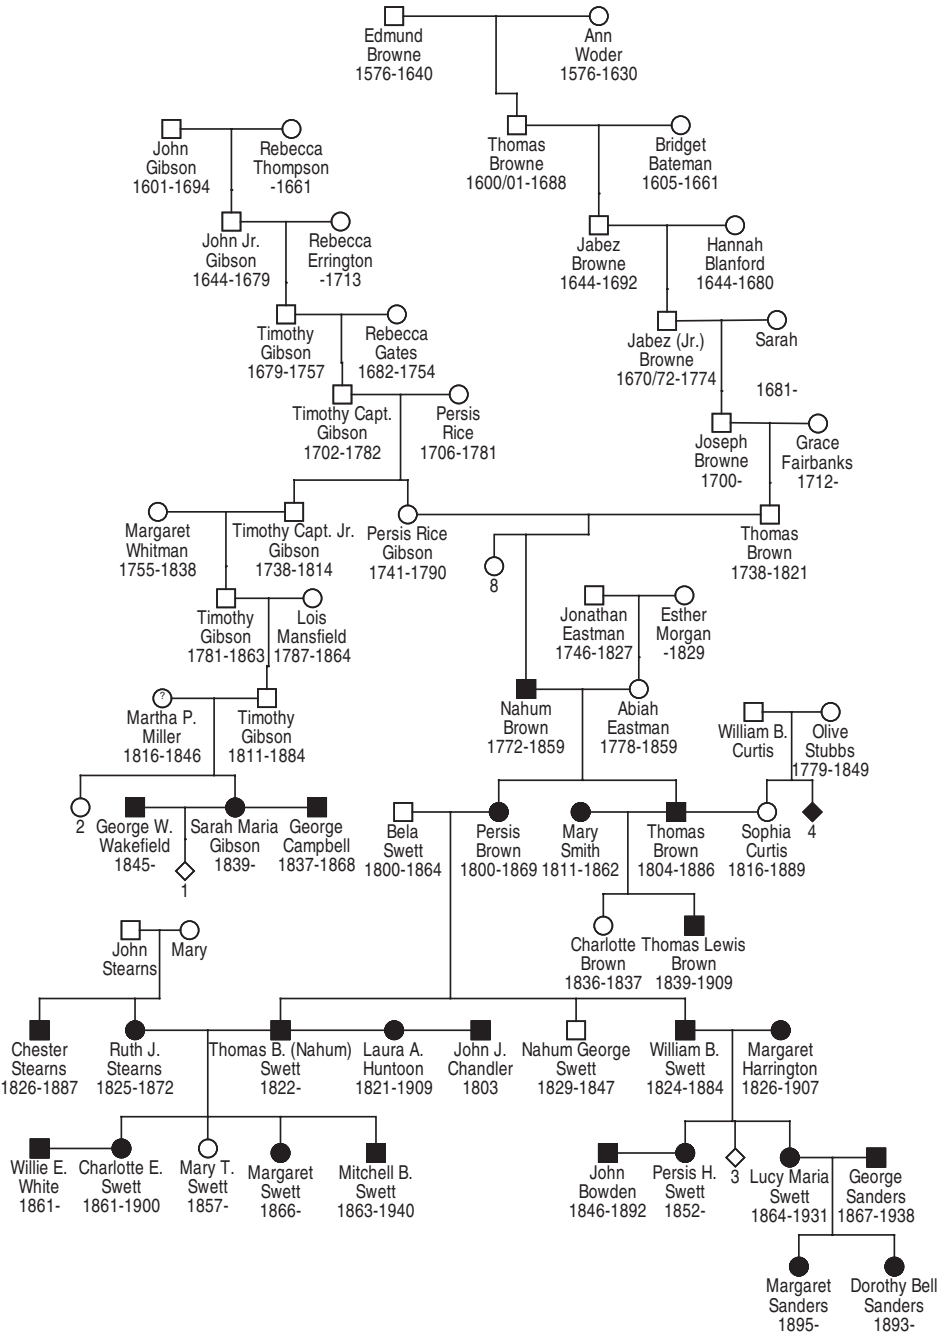 Edmund
Browne
1576-1640
Ann
Woder
1576-1630
John
Gibson
1601-1694
Rebecca
Thompson
-1661
Thomas
Browne
1600/01-1688
Bridget
Bateman
1605-1661
John Jr.
Gibson
1644-1679
Rebecca
Errington
-1713
Jabez
Browne
1644-1692
Hannah
Blanford
1644-1680
Timothy
Gibson
1679-1757
Rebecca
Gates
1682-1754
Jabez (Jr.)
Browne
1670/72-1774
Sarah
1681-
Timothy Capt.
Gibson
1702-1782
Persis
Rice
1706-1781
Joseph
Browne
1700-
Grace
Fairbanks
1712-
Margaret
Whitman
1755-1838
Timothy Capt. Jr.
Gibson
1738-1814
Persis Rice
Gibson
1741-1790
8
Thomas
Brown
1738-1821
Timothy
Gibson
1781-1863
Lois
Mansfield
1787-1864
Jonathan
Eastman
1746-1827
Esther
Morgan
-1829
?
Martha P.
Miller
1816-1846
Timothy
Gibson
1811-1884
Nahum
Brown
1772-1859
Abiah
Eastman
1778-1859
William B.
Curtis
Olive
Stubbs
1779-1849
2
George W.
Wakefield
1845-
1
Sarah Maria
Gibson
1839-
George
Campbell
1837-1868
Bela
Swett
1800-1864
Persis
Brown
1800-1869
Mary
Smith
1811-1862
Thomas
Brown
1804-1886
Sophia
Curtis
1816-1889
4
John
Stearns
Mary
Charlotte
Brown
1836-1837
Thomas Lewis
Brown
1839-1909
Chester
Stearns
1826-1887
Ruth J.
Stearns
1825-1872
Thomas B. (Nahum)
Swett
1822-
Laura A.
Huntoon
1821-1909
John J.
Chandler
1803
Nahum George
Swett
1829-1847
William B.
Swett
1824-1884
Margaret
Harrington
1826-1907
Willie E.
White
1861-
Charlotte E.
Swett
1861-1900
Mary T.
Swett
1857-
Margaret
Swett
1866-
Mitchell B.
Swett
1863-1940
John
Bowden
1846-1892
Persis H.
Swett
1852-
3
Lucy Maria
Swett
1864-1931
George
Sanders
1867-1938
Margaret
Sanders
1895-
Dorothy Bell
Sanders
1893-